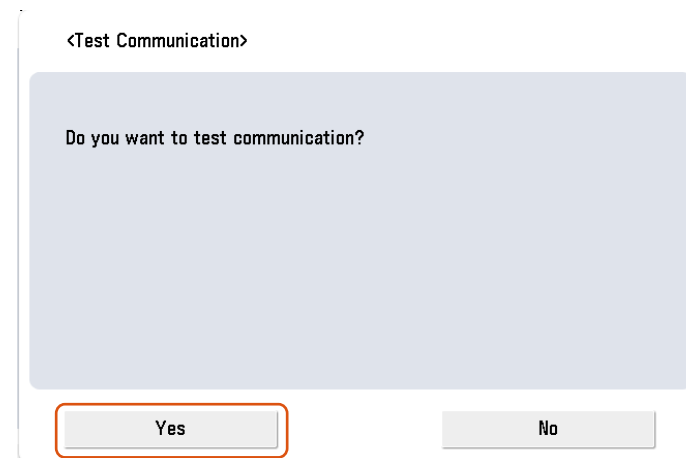 <Test Communication>
Do you want to test communication?
Yes
No